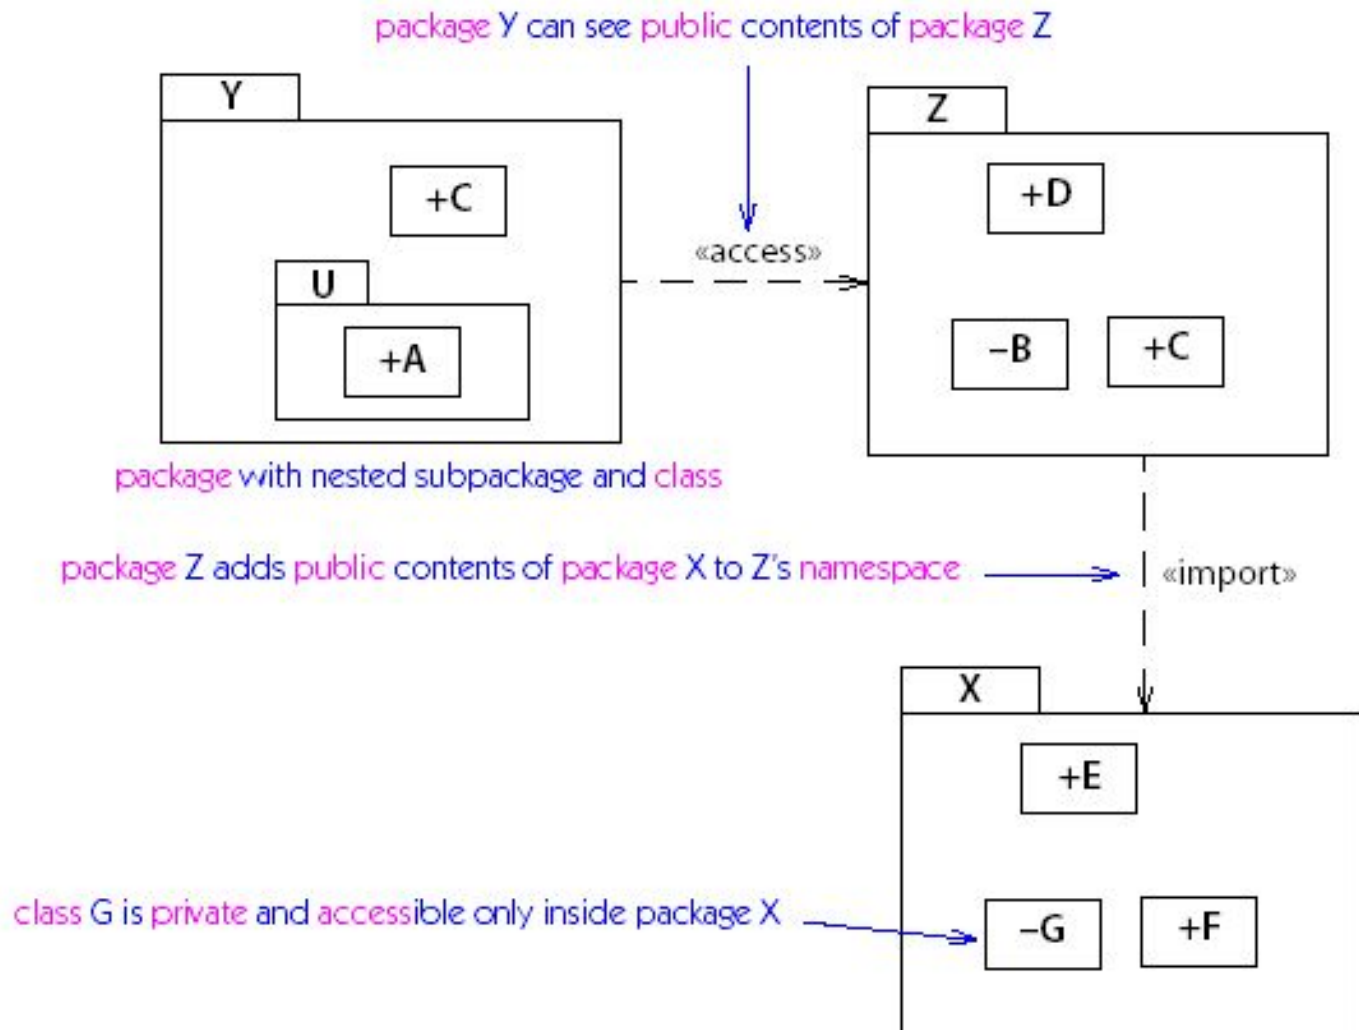 package Y can see public contents of package Z
Y
Z
+C
+D
«access»
U
+A
–B
+C
package with nested subpackage and class
package Z adds public contents of package X to Z's namespace
«import»
X
+E
class G is private and accessible only inside package X
–G
+F